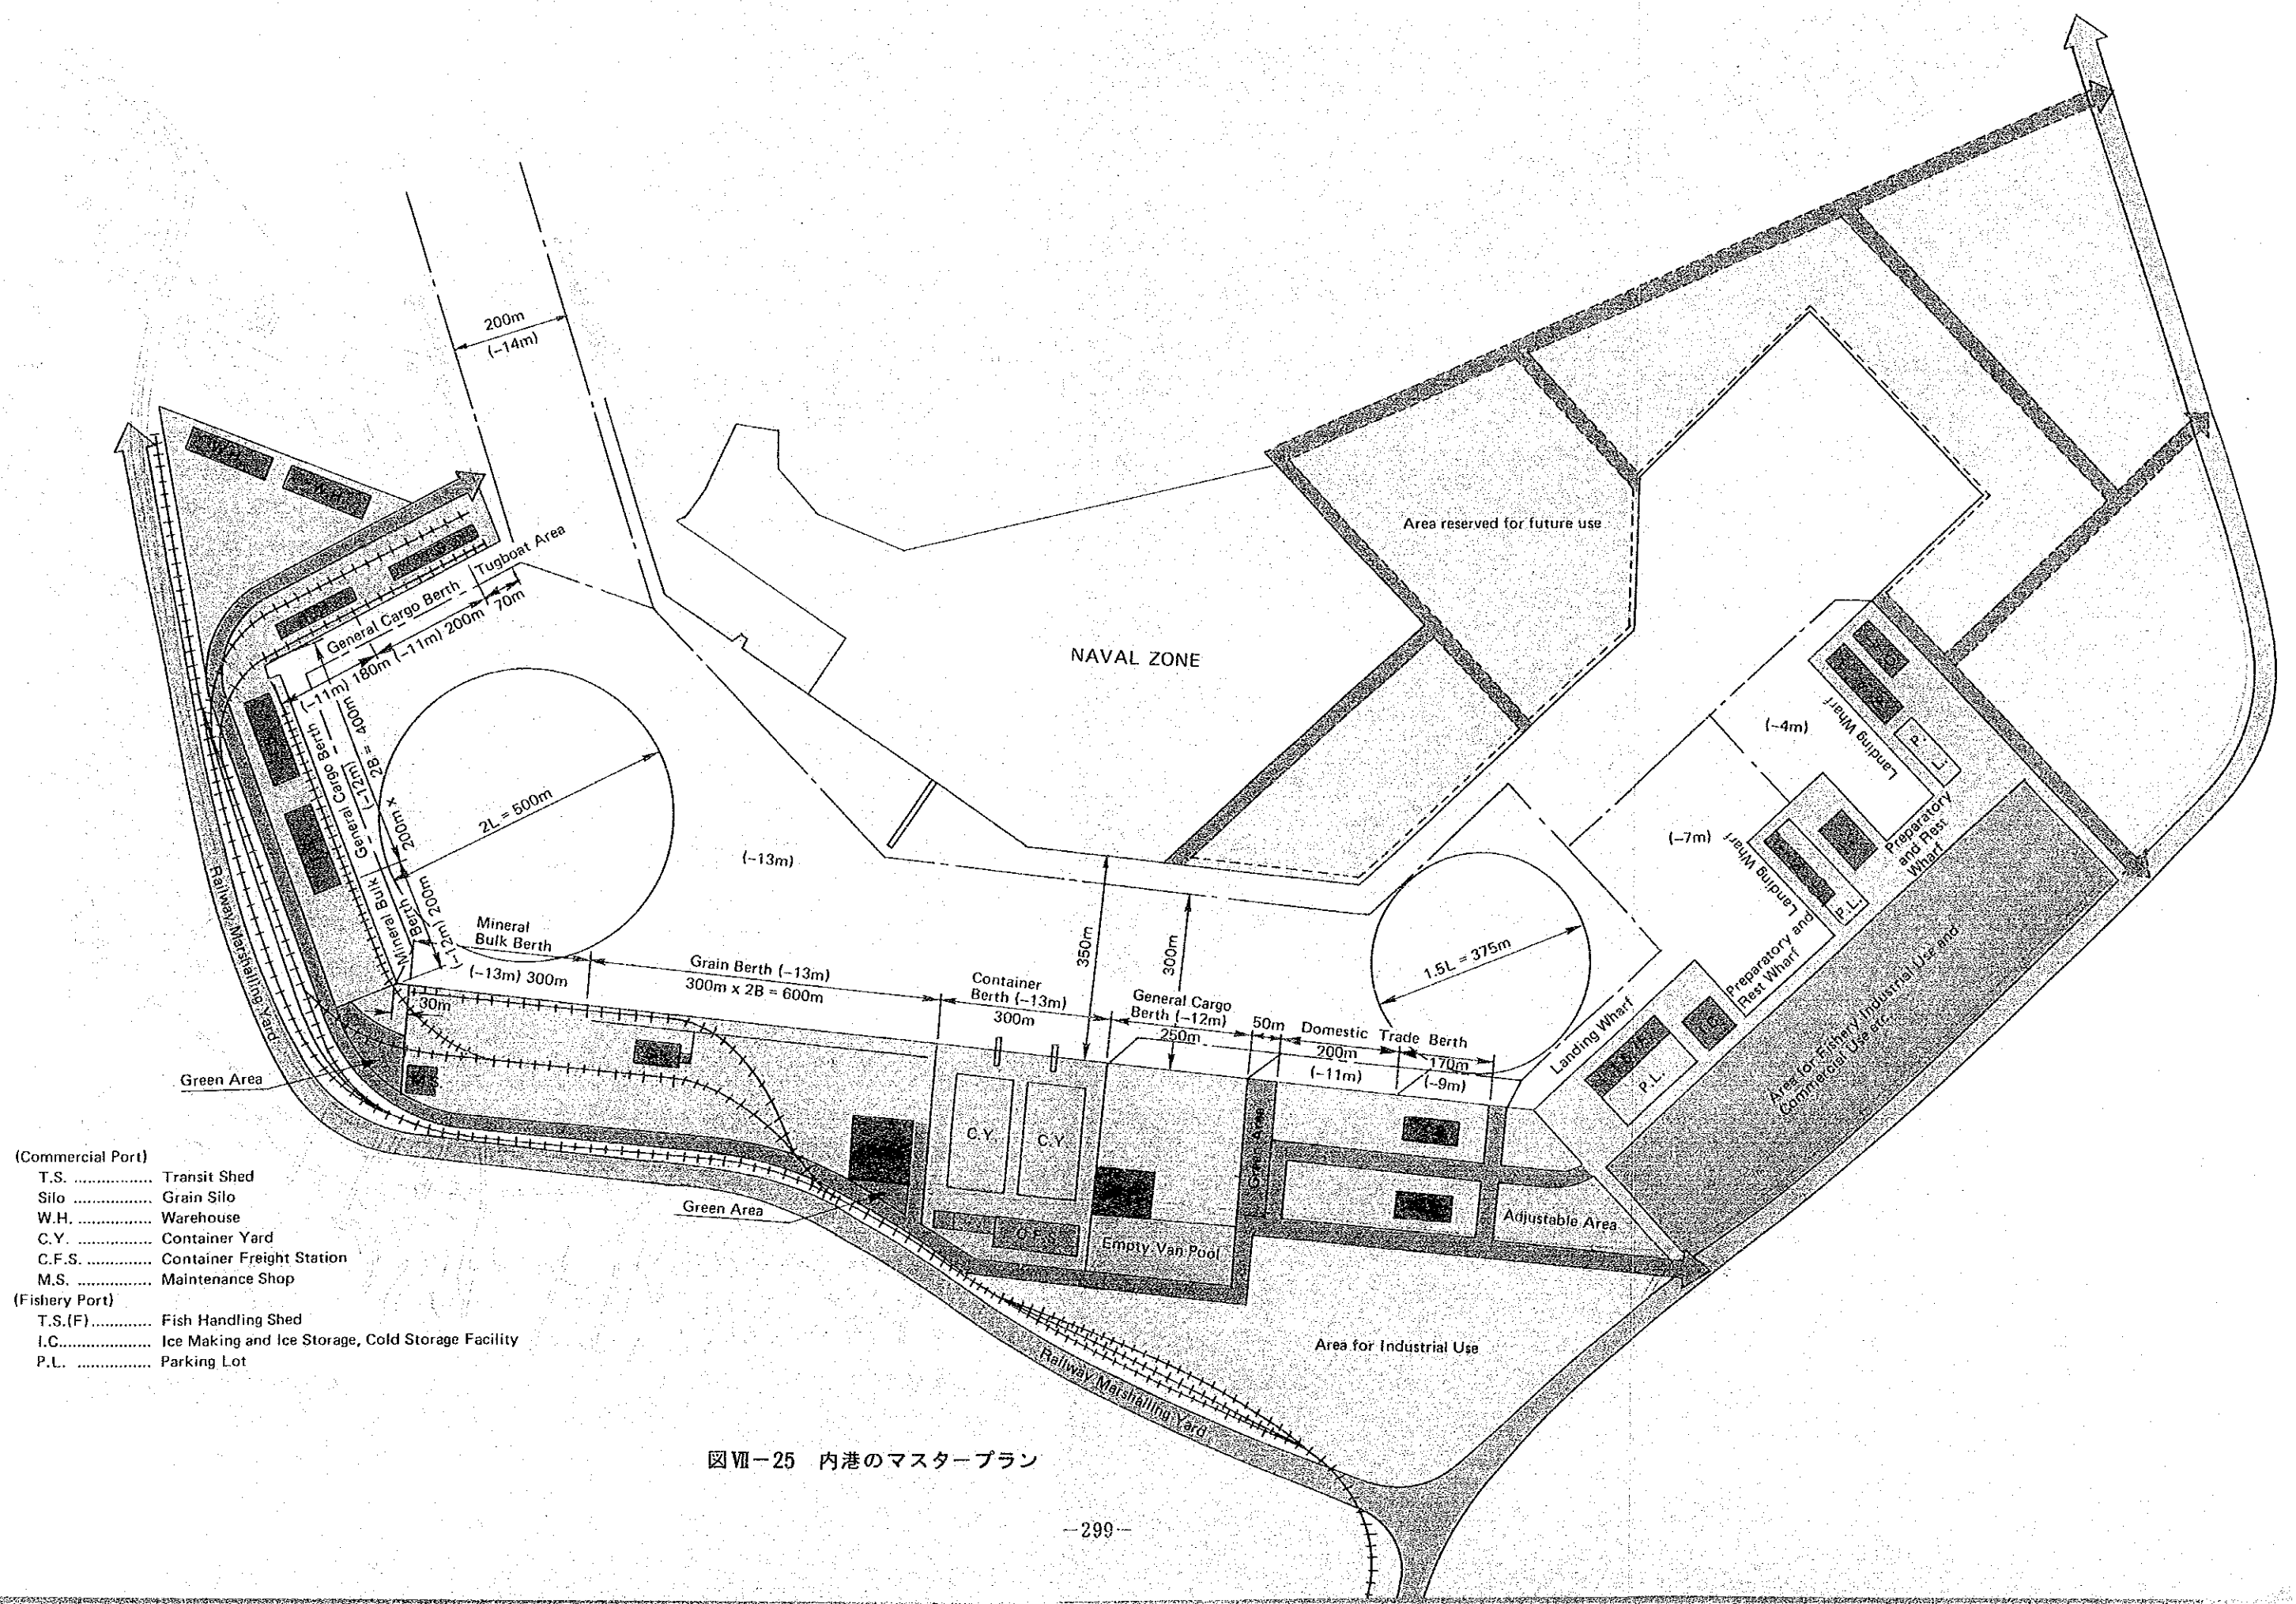 200m
(-14m)
W.H.
W.H.
Tugboat Area
General Cargo Berth
70m
(-11m) 180m (-11m) 200m
General Cargo Berth
(-12m)
200m x 2B = 400m
2L = 500m
Mineral Bulk
Berth
(-12m) 200m
Railway Marshalling Yard
(-13m)
NAVAL ZONE
Area reserved for future use
Mineral
Bulk Berth
(-13m) 300m
30m
Grain Berth (-13m)
300m x 2B = 600m
Container
Berth (-13m)
300m
350m
300m
General Cargo
Berth (-12m)
250m
50m
Domestic Trade Berth
200m
(-11m)
170m
(-9m)
1.5L = 375m
(-4m)
(-7m)
Landing Wharf
P.L.
Preparatory
and Rest
Wharf
Landing Wharf
P.L.
Preparatory and
Rest Wharf
Landing Wharf
I.C.
P.L.
Area for Fishery Industrial Use and
Commercial Use etc.
Green Area
M.S.
C.Y.
C.Y.
C.F.S.
Green Area
Green Area
Empty Van Pool
Adjustable Area
Area for Industrial Use
Railway Marshalling Yard
(Commercial Port)
T.S. ................. Transit Shed
Silo ................. Grain Silo
W.H. ............... Warehouse
C.Y. ............... Container Yard
C.F.S. ............. Container Freight Station
M.S. ............... Maintenance Shop
(Fishery Port)
T.S.(F)............ Fish Handling Shed
I.C.................... Ice Making and Ice Storage, Cold Storage Facility
P.L. ............... Parking Lot
図Ⅶ-25 内港のマスタープラン
-299-